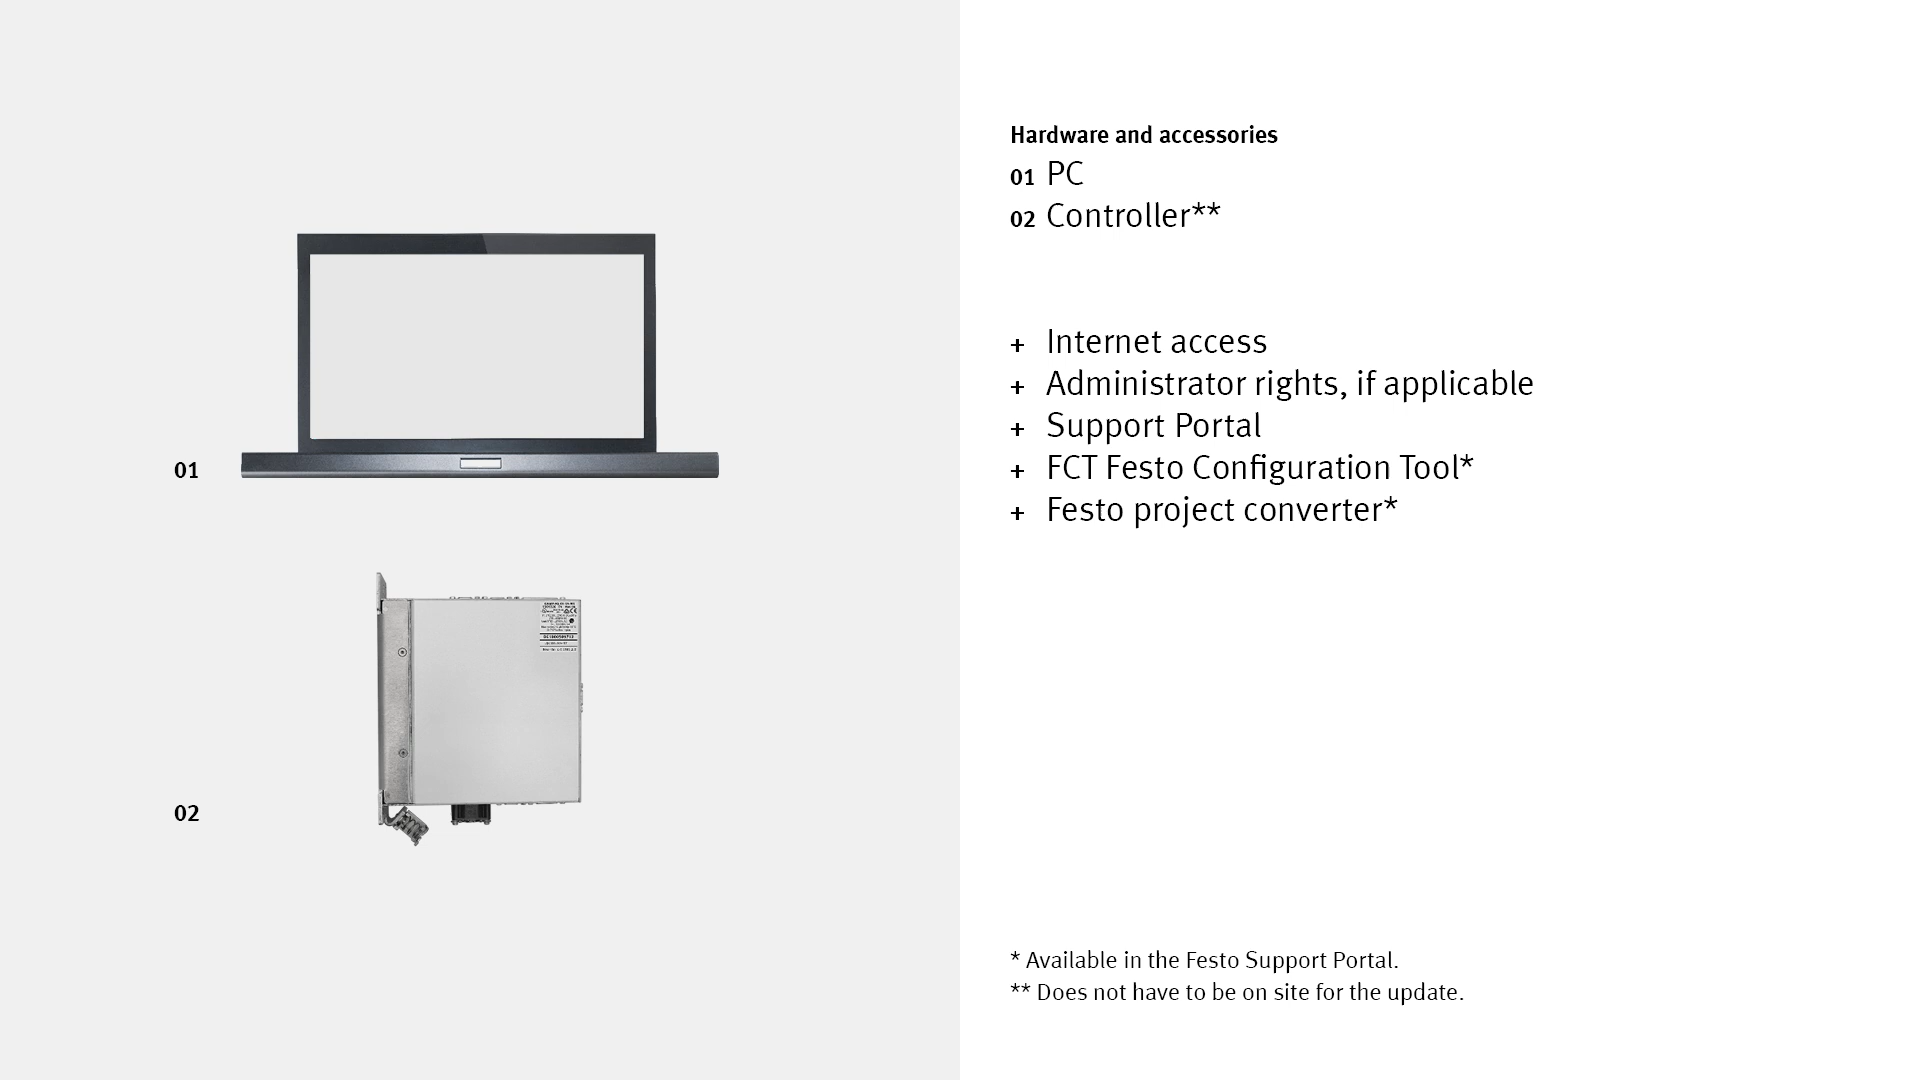 Hardware and accessories
01 PC
02 Controller**
+ Internet access
+ Administrator rights, if applicable
+ Support Portal
+ FCT Festo Configuration Tool*
+ Festo project converter*
01
02
* Available in the Festo Support Portal.
** Does not have to be on site for the update.